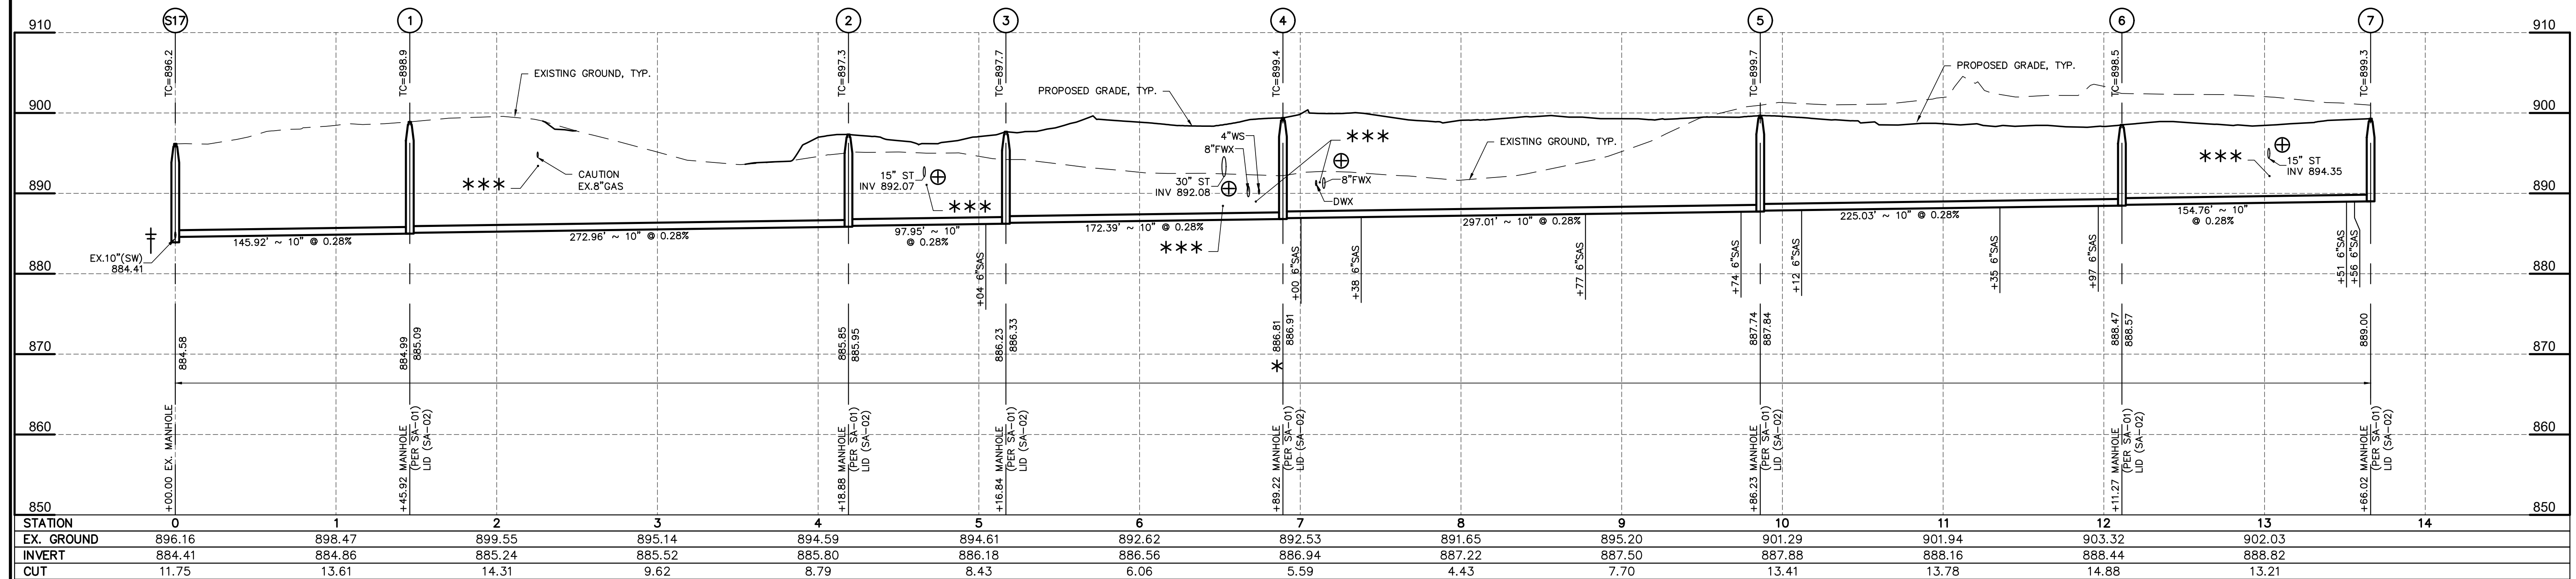 S17 1 2 3 4 5 6 7
910 910
TC=896.2 TC=898.9 TC=897.3 TC=897.7 TC=899.4 TC=899.7 TC=898.5 TC=899.3
EXISTING GROUND, TYP.
PROPOSED GRADE, TYP.
PROPOSED GRADE, TYP.
900 900
EXISTING GROUND, TYP.
CAUTION
EX.8"GAS
***
15" ST
INV 892.07
⊕
***
30" ST
INV 892.08
⊕
8"FWX
4"WS
***
***
⊕
8"FWX
DWX
***
⊕
15" ST
INV 894.35
890 890
‡
EX.10"(SW)
884.41
145.92' ~ 10" @ 0.28%
272.96' ~ 10" @ 0.28%
97.95' ~ 10"
@ 0.28%
172.39' ~ 10" @ 0.28%
297.01' ~ 10" @ 0.28%
225.03' ~ 10" @ 0.28%
154.76' ~ 10"
@ 0.28%
880 880
+04 6"SAS
+00 6"SAS
+38 6"SAS
+77 6"SAS
+74 6"SAS
+12 6"SAS
+35 6"SAS
+97 6"SAS
+51 6"SAS
+56 6"SAS
870 870
884.58
884.99
885.09
885.85
885.95
886.23
886.33
* 886.81
886.91
887.74
887.84
888.47
888.57
889.00
860 860
+00.00 EX. MANHOLE
+45.92 MANHOLE
(PER SA-01)
LID (SA-02)
+18.88 MANHOLE
(PER SA-01)
LID (SA-02)
+16.84 MANHOLE
(PER SA-01)
LID (SA-02)
+89.22 MANHOLE
(PER SA-01)
LID (SA-02)
+86.23 MANHOLE
(PER SA-01)
LID (SA-02)
+11.27 MANHOLE
(PER SA-01)
LID (SA-02)
+66.02 MANHOLE
(PER SA-01)
LID (SA-02)
850 850
STATION 0 1 2 3 4 5 6 7 8 9 10 11 12 13 14
EX. GROUND 896.16 898.47 899.55 895.14 894.59 894.61 892.62 892.53 891.65 895.20 901.29 901.94 903.32 902.03
INVERT 884.41 884.86 885.24 885.52 885.80 886.18 886.56 886.94 887.22 887.50 887.88 888.16 888.44 888.82
CUT 11.75 13.61 14.31 9.62 8.79 8.43 6.06 5.59 4.43 7.70 13.41 13.78 14.88 13.21